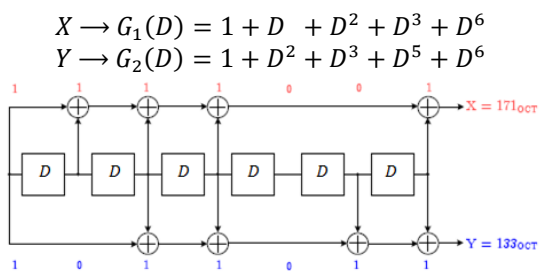 X ⟶ G₁(D) = 1 + D + D² + D³ + D⁶
Y ⟶ G₂(D) = 1 + D² + D³ + D⁵ + D⁶
1 1 1 1 0 0 1
X = 171OCT
D D D D D D
Y = 133OCT
1 0 1 1 0 1 1